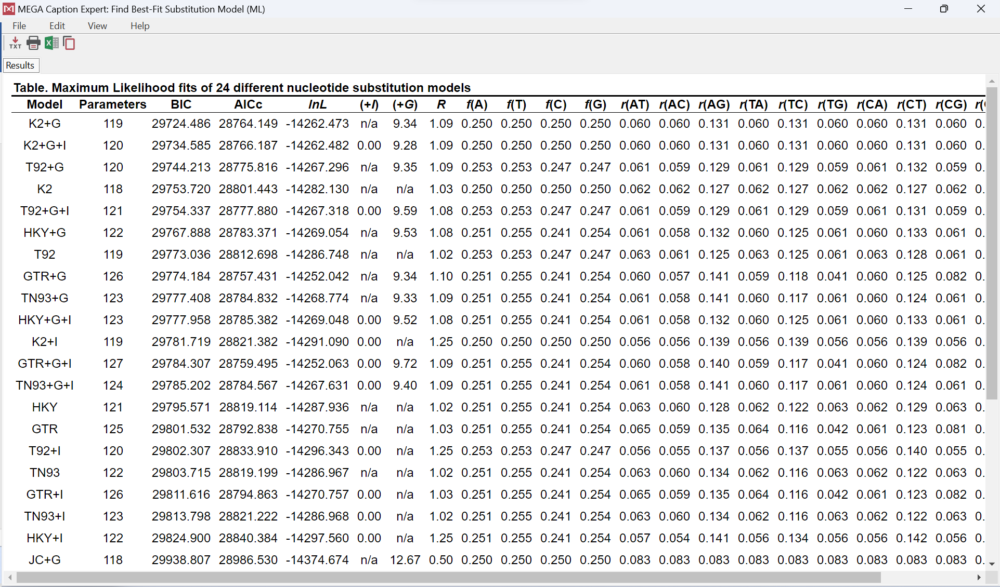 MEGA Caption Expert: Find Best-Fit Substitution Model (ML)
File Edit View Help
TXT
Results
Table. Maximum Likelihood fits of 24 different nucleotide substitution models
Model Parameters BIC AICc lnL (+I) (+G) R f(A) f(T) f(C) f(G) r(AT) r(AC) r(AG) r(TA) r(TC) r(TG) r(CA) r(CT) r(CG) r(
K2+G 119 29724.486 28764.149 -14262.473 n/a 9.34 1.09 0.250 0.250 0.250 0.250 0.060 0.060 0.131 0.060 0.131 0.060 0.060 0.131 0.060 0.
K2+G+I 120 29734.585 28766.187 -14262.482 0.00 9.28 1.09 0.250 0.250 0.250 0.250 0.060 0.060 0.131 0.060 0.131 0.060 0.060 0.131 0.060 0.
T92+G 120 29744.213 28775.816 -14267.296 n/a 9.35 1.09 0.253 0.253 0.247 0.247 0.061 0.059 0.129 0.061 0.129 0.059 0.061 0.132 0.059 0.
K2 118 29753.720 28801.443 -14282.130 n/a n/a 1.03 0.250 0.250 0.250 0.250 0.062 0.062 0.127 0.062 0.127 0.062 0.062 0.127 0.062 0.
T92+G+I 121 29754.337 28777.880 -14267.318 0.00 9.59 1.08 0.253 0.253 0.247 0.247 0.061 0.059 0.129 0.061 0.129 0.059 0.061 0.131 0.059 0.
HKY+G 122 29767.888 28783.371 -14269.054 n/a 9.53 1.08 0.251 0.255 0.241 0.254 0.061 0.058 0.132 0.060 0.125 0.061 0.060 0.133 0.061 0.
T92 119 29773.036 28812.698 -14286.748 n/a n/a 1.02 0.253 0.253 0.247 0.247 0.063 0.061 0.125 0.063 0.125 0.061 0.063 0.128 0.061 0.
GTR+G 126 29774.184 28757.431 -14252.042 n/a 9.34 1.10 0.251 0.255 0.241 0.254 0.060 0.057 0.141 0.059 0.118 0.041 0.060 0.125 0.082 0.
TN93+G 123 29777.408 28784.832 -14268.774 n/a 9.33 1.09 0.251 0.255 0.241 0.254 0.061 0.058 0.141 0.060 0.117 0.061 0.060 0.124 0.061 0.
HKY+G+I 123 29777.958 28785.382 -14269.048 0.00 9.52 1.08 0.251 0.255 0.241 0.254 0.061 0.058 0.132 0.060 0.125 0.061 0.060 0.133 0.061 0.
K2+I 119 29781.719 28821.382 -14291.090 0.00 n/a 1.25 0.250 0.250 0.250 0.250 0.056 0.056 0.139 0.056 0.139 0.056 0.056 0.139 0.056 0.
GTR+G+I 127 29784.307 28759.495 -14252.063 0.00 9.72 1.09 0.251 0.255 0.241 0.254 0.060 0.058 0.140 0.059 0.117 0.041 0.060 0.124 0.082 0.
TN93+G+I 124 29785.202 28784.567 -14267.631 0.00 9.40 1.09 0.251 0.255 0.241 0.254 0.061 0.058 0.141 0.060 0.117 0.061 0.060 0.124 0.061 0.
HKY 121 29795.571 28819.114 -14287.936 n/a n/a 1.02 0.251 0.255 0.241 0.254 0.063 0.060 0.128 0.062 0.122 0.063 0.062 0.129 0.063 0.
GTR 125 29801.532 28792.838 -14270.755 n/a n/a 1.03 0.251 0.255 0.241 0.254 0.065 0.059 0.135 0.064 0.116 0.042 0.061 0.123 0.081 0.
T92+I 120 29802.307 28833.910 -14296.343 0.00 n/a 1.25 0.253 0.253 0.247 0.247 0.056 0.055 0.137 0.056 0.137 0.055 0.056 0.140 0.055 0.
TN93 122 29803.715 28819.199 -14286.967 n/a n/a 1.02 0.251 0.255 0.241 0.254 0.063 0.060 0.134 0.062 0.116 0.063 0.062 0.122 0.063 0.
GTR+I 126 29811.616 28794.863 -14270.757 0.00 n/a 1.03 0.251 0.255 0.241 0.254 0.065 0.059 0.135 0.064 0.116 0.042 0.061 0.123 0.082 0.
TN93+I 123 29813.798 28821.222 -14286.968 0.00 n/a 1.02 0.251 0.255 0.241 0.254 0.063 0.060 0.134 0.062 0.116 0.063 0.062 0.122 0.063 0.
HKY+I 122 29824.900 28840.384 -14297.560 0.00 n/a 1.25 0.251 0.255 0.241 0.254 0.057 0.054 0.141 0.056 0.134 0.056 0.056 0.142 0.056 0.
JC+G 118 29938.807 28986.530 -14374.674 n/a 12.67 0.50 0.250 0.250 0.250 0.250 0.083 0.083 0.083 0.083 0.083 0.083 0.083 0.083 0.083 0.